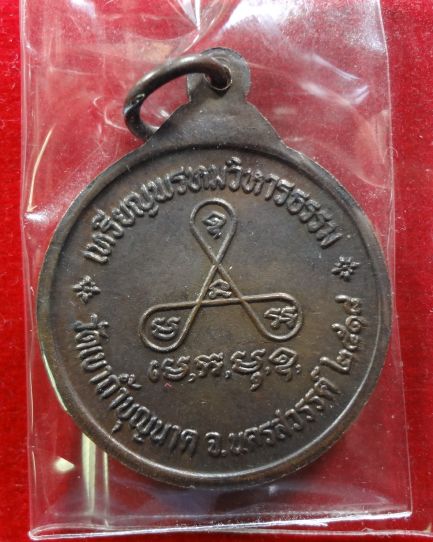 เหรียญพรหมวิหารธรรม
วัดเขาถ้ำบุญนาค จ.นครสวรรค์ ๒๕๑๘